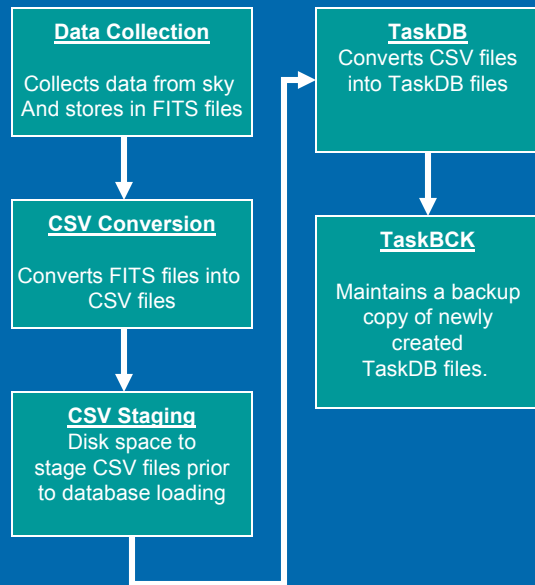 Data Collection
Collects data from sky
And stores in FITS files
CSV Conversion
Converts FITS files into
CSV files
CSV Staging
Disk space to
stage CSV files prior
to database loading
TaskDB
Converts CSV files
into TaskDB files
TaskBCK
Maintains a backup
copy of newly
created
TaskDB files.